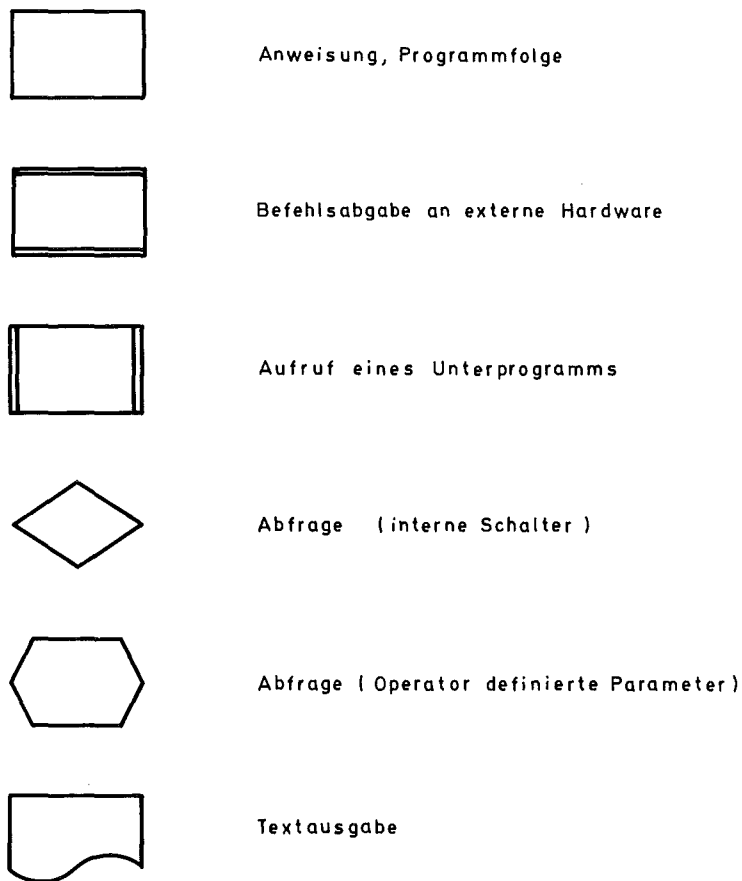 Anweisung, Programmfolge
Befehlsabgabe an externe Hardware
Aufruf eines Unterprogramms
Abfrage (interne Schalter)
Abfrage (Operator definierte Parameter)
Textausgabe